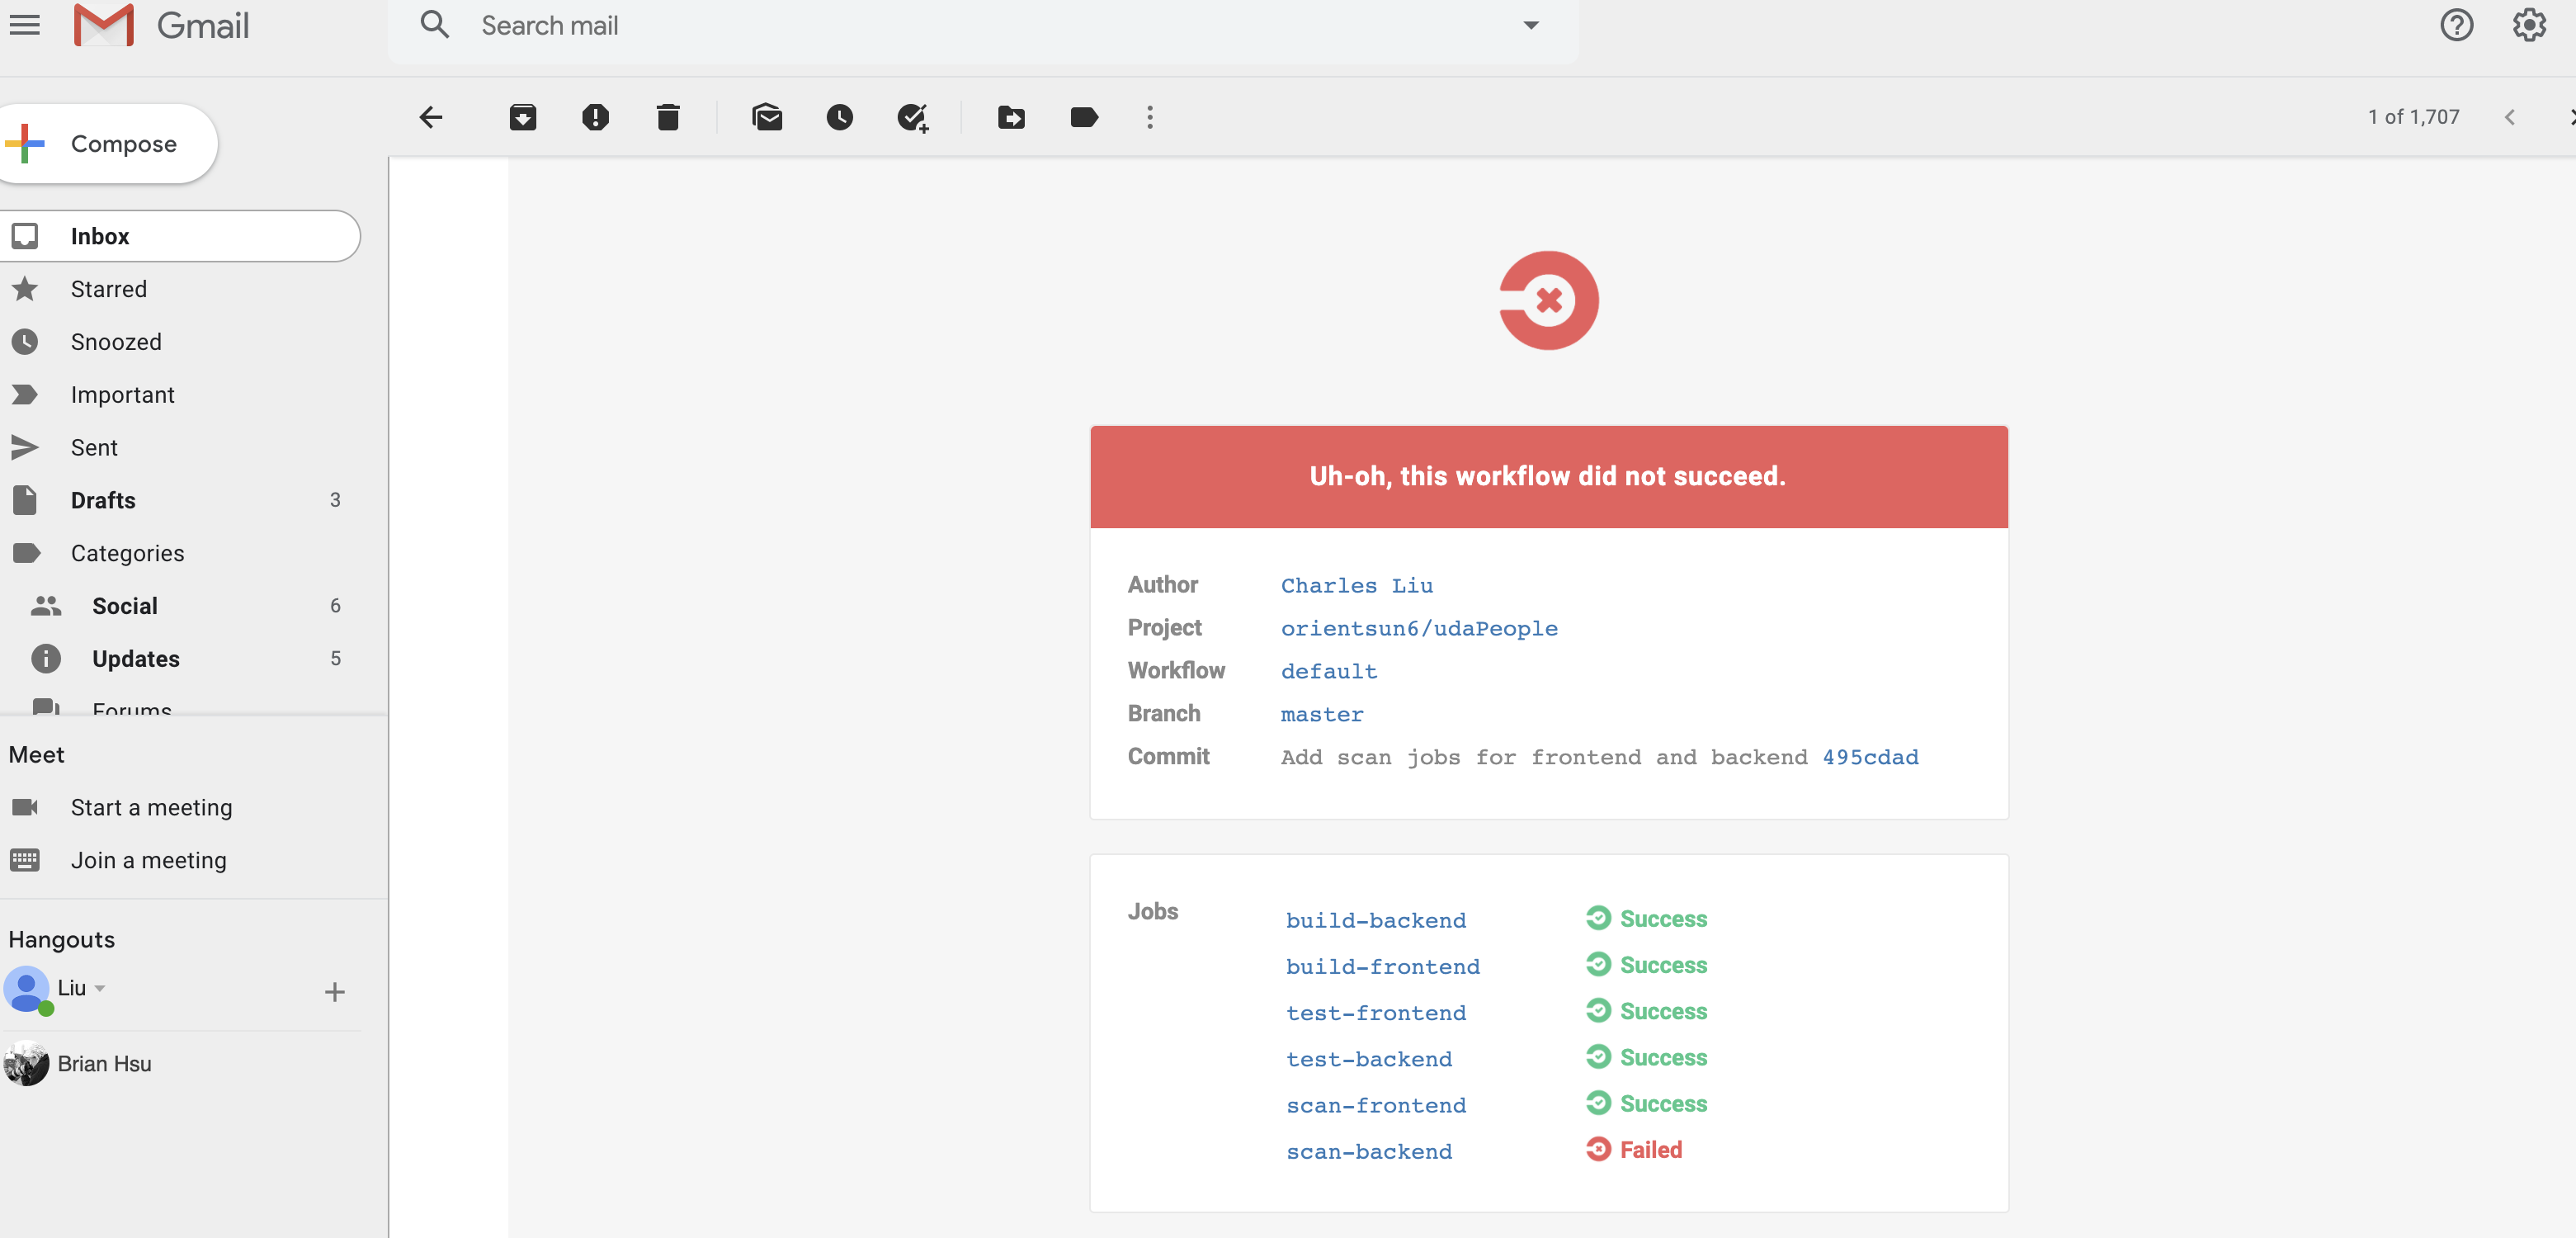 Gmail
Search mail
Compose
1 of 1,707
Inbox
Starred
Snoozed
Important
Sent
Drafts 3
Categories
Social 6
Updates 5
Forums
Meet
Start a meeting
Join a meeting
Hangouts
Liu
Brian Hsu
Uh-oh, this workflow did not succeed.
Author Charles Liu
Project orientsun6/udaPeople
Workflow default
Branch master
Commit Add scan jobs for frontend and backend 495cdad
Jobs
build-backend Success
build-frontend Success
test-frontend Success
test-backend Success
scan-frontend Success
scan-backend Failed